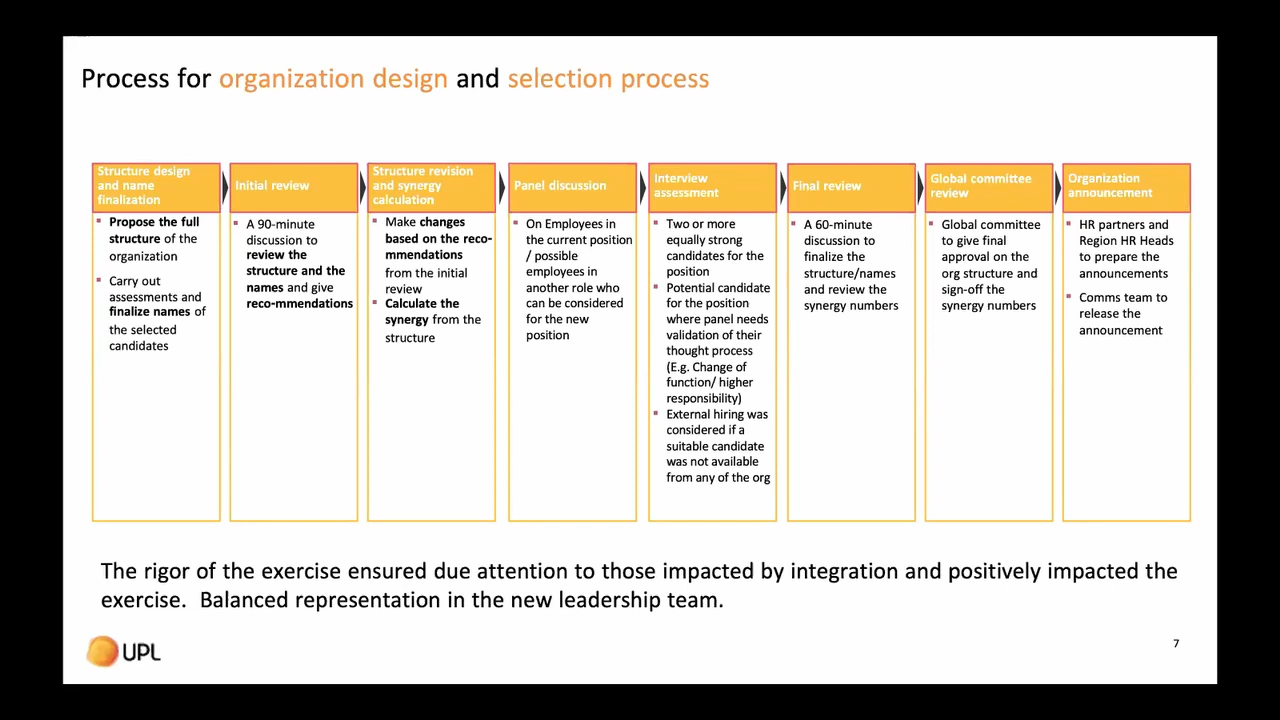 Process for organization design and selection process
Structure design
and name
finalization
Propose the full
structure of the
organization
Carry out
assessments and
finalize names of
the selected
candidates
Initial review
A 90-minute
discussion to
review the
structure and the
names and give
reco-mmendations
Structure revision
and synergy
calculation
Make changes
based on the reco-
mmendations
from the initial
review
Calculate the
synergy from the
structure
Panel discussion
On Employees in
the current position
/ possible
employees in
another role who
can be considered
for the new
position
Interview
assessment
Two or more
equally strong
candidates for the
position
Potential candidate
for the position
where panel needs
validation of their
thought process
(E.g. Change of
function/ higher
responsibility)
External hiring was
considered if a
suitable candidate
was not available
from any of the org
Final review
A 60-minute
discussion to
finalize the
structure/names
and review the
synergy numbers
Global committee
review
Global committee
to give final
approval on the
org structure and
sign-off the
synergy numbers
Organization
announcement
HR partners and
Region HR Heads
to prepare the
announcements
Comms team to
release the
announcement
The rigor of the exercise ensured due attention to those impacted by integration and positively impacted the
exercise. Balanced representation in the new leadership team.
UPL
7